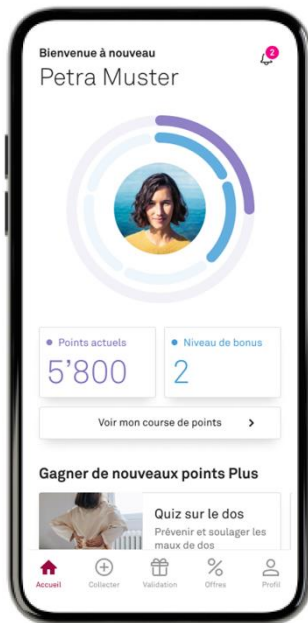 Bienvenue à nouveau
2
Petra Muster
Points actuels
5'800
Niveau de bonus
2
Voir mon course de points
Gagner de nouveaux points Plus
Quiz sur le dos
Prévenir et soulager les
maux de dos
Accueil
Collecter
Validation
Offres
Profil